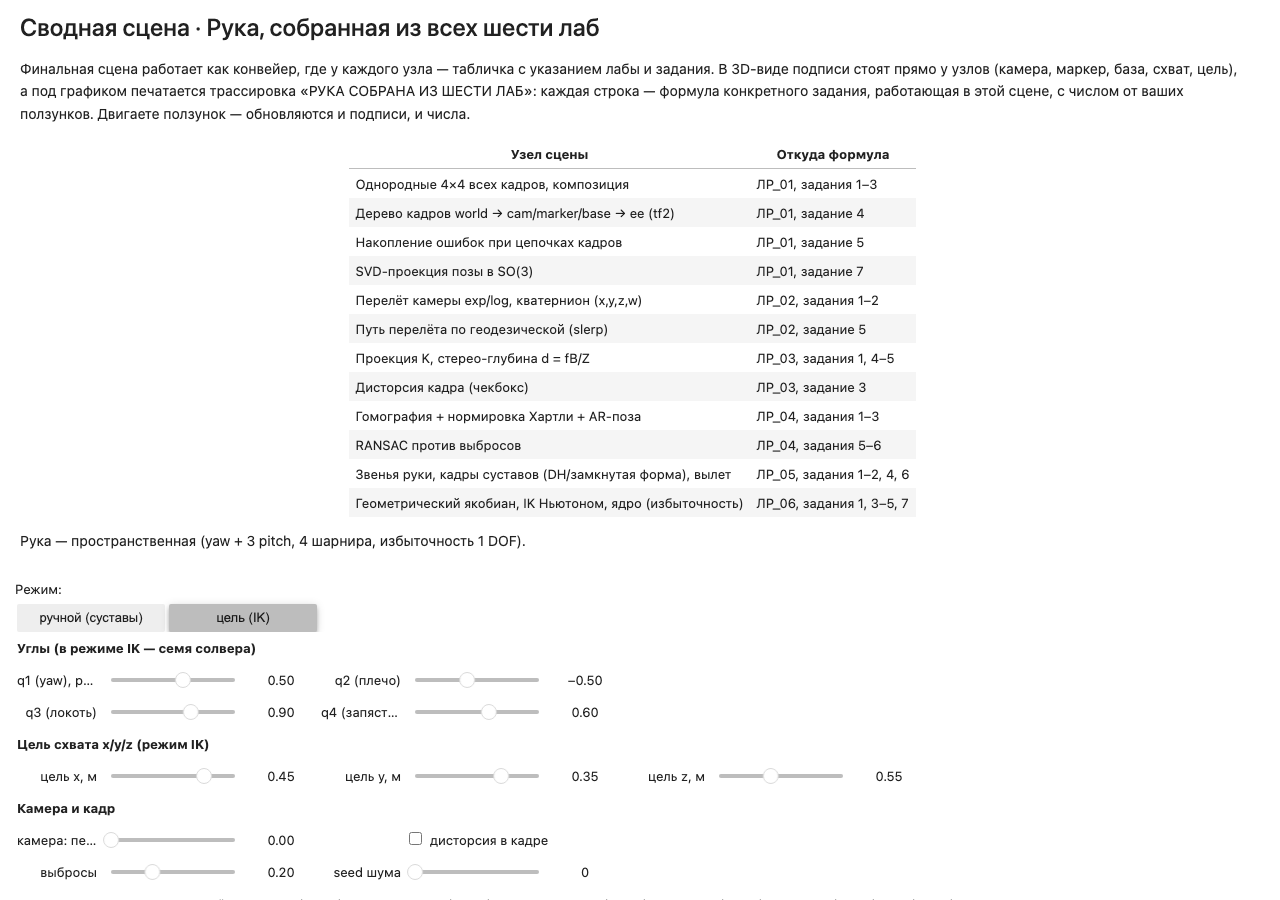 Сводная сцена · Рука, собранная из всех шести лаб
Финальная сцена работает как конвейер, где у каждого узла — табличка с указанием лабы и задания. В 3D-виде подписи стоят прямо у узлов (камера, маркер, база, схват, цель),
а под графиком печатается трассировка «РУКА СОБРАНА ИЗ ШЕСТИ ЛАБ»: каждая строка — формула конкретного задания, работающая в этой сцене, с числом от ваших
ползунков. Двигаете ползунок — обновляются и подписи, и числа.
Узел сцены Откуда формула
Однородные 4×4 всех кадров, композиция ЛР_01, задания 1–3
Дерево кадров world → cam/marker/base → ee (tf2) ЛР_01, задание 4
Накопление ошибок при цепочках кадров ЛР_01, задание 5
SVD-проекция позы в SO(3) ЛР_01, задание 7
Перелёт камеры exp/log, кватернион (x,y,z,w) ЛР_02, задания 1–2
Путь перелёта по геодезической (slerp) ЛР_02, задание 5
Проекция K, стерео-глубина d = fB/Z ЛР_03, задания 1, 4–5
Дисторсия кадра (чекбокс) ЛР_03, задание 3
Гомография + нормировка Хартли + AR-поза ЛР_04, задания 1–3
RANSAC против выбросов ЛР_04, задания 5–6
Звенья руки, кадры суставов (DH/замкнутая форма), вылет ЛР_05, задания 1–2, 4, 6
Геометрический якобиан, IK Ньютоном, ядро (избыточность) ЛР_06, задания 1, 3–5, 7
Рука — пространственная (yaw + 3 pitch, 4 шарнира, избыточность 1 DOF).
Режим:
ручной (суставы) цель (IK)
Углы (в режиме IK — семя солвера)
q1 (yaw), р... 0.50 q2 (плечо) −0.50
q3 (локоть) 0.90 q4 (запяст... 0.60
Цель схвата x/y/z (режим IK)
цель x, м 0.45 цель y, м 0.35 цель z, м 0.55
Камера и кадр
камера: пе... 0.00 дисторсия в кадре
выбросы 0.20 seed шума 0